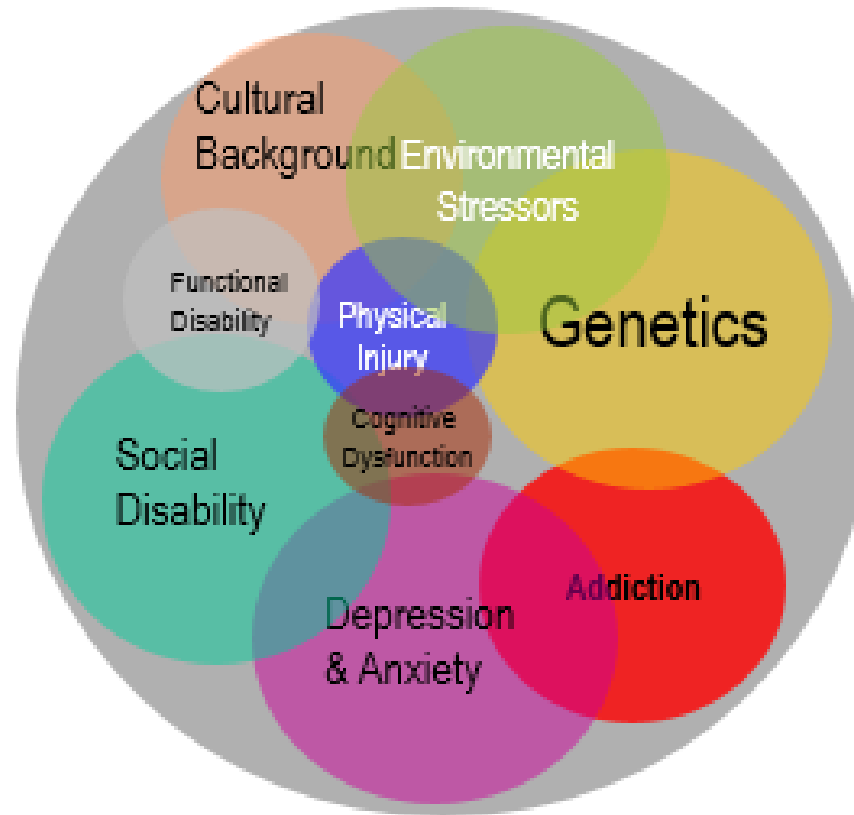 Cultural
Background
Environmental
Stressors
Functional
Disability
Physical
Injury
Genetics
Cognitive
Dysfunction
Social
Disability
Addiction
Depression
& Anxiety